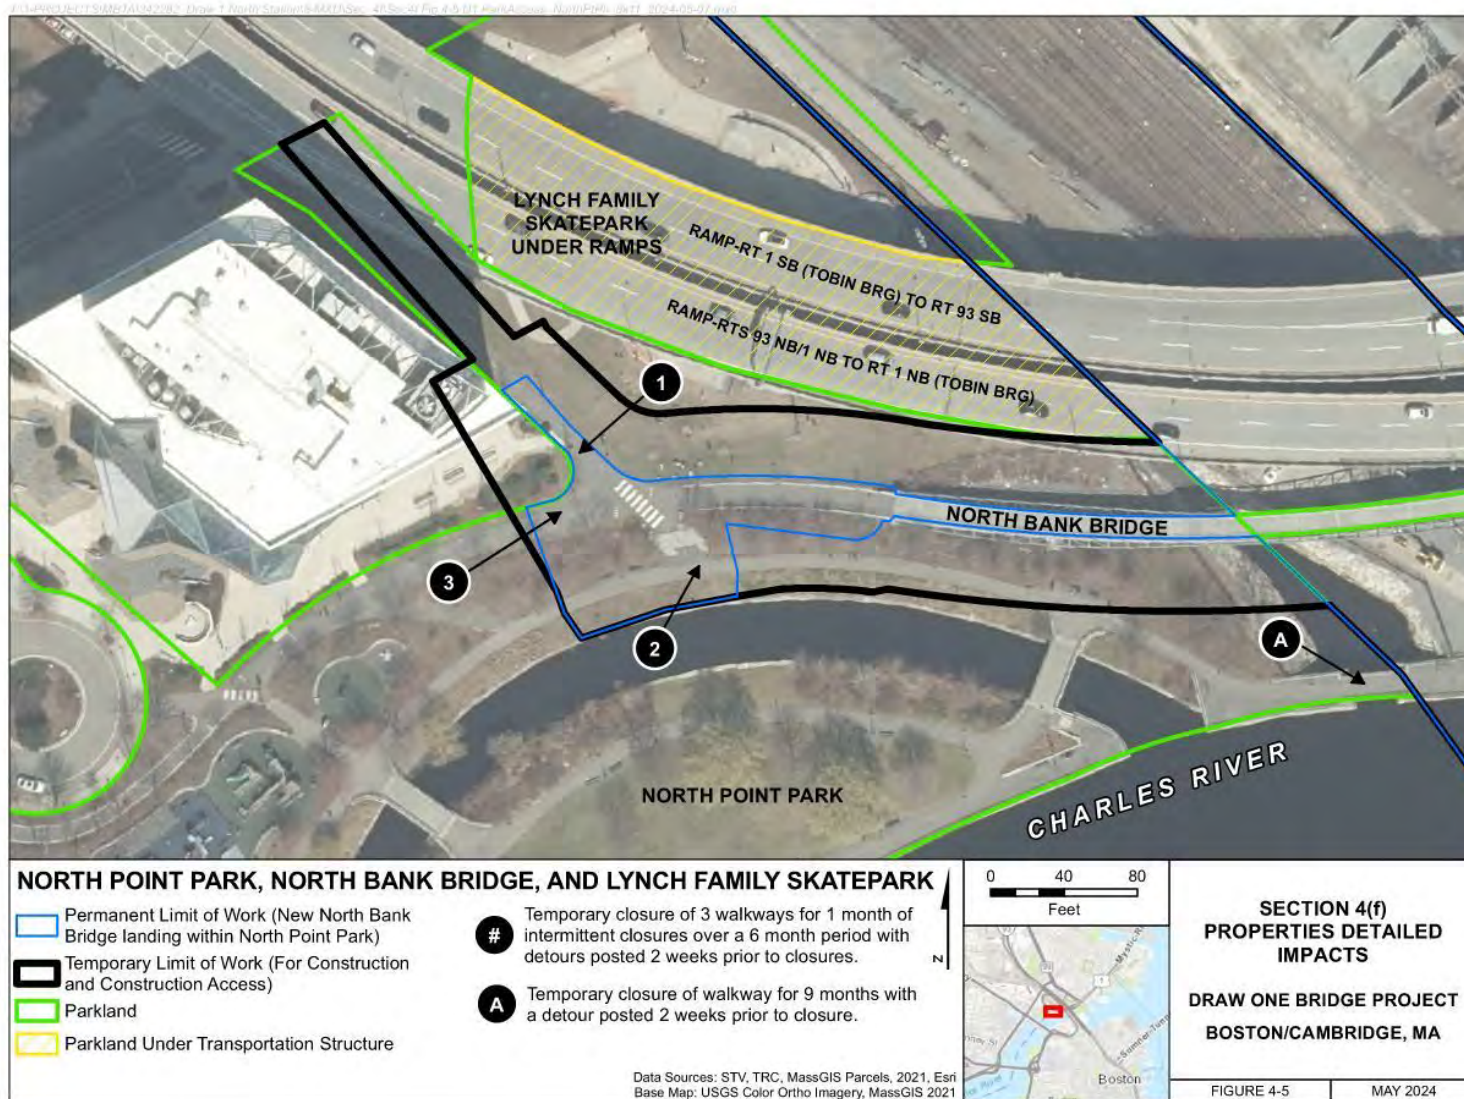 LYNCH FAMILY
SKATEPARK
UNDER RAMPS
RAMP-RT 1 SB (TOBIN BRG) TO RT 93 SB
RAMP-RTS 93 NB/1 NB TO RT 1 NB (TOBIN BRG)
1
NORTH BANK BRIDGE
3
2
A
NORTH POINT PARK
CHARLES RIVER
NORTH POINT PARK, NORTH BANK BRIDGE, AND LYNCH FAMILY SKATEPARK
Permanent Limit of Work (New North Bank
Bridge landing within North Point Park)
Temporary Limit of Work (For Construction
and Construction Access)
Parkland
Parkland Under Transportation Structure
#
Temporary closure of 3 walkways for 1 month of
intermittent closures over a 6 month period with
detours posted 2 weeks prior to closures.
A
Temporary closure of walkway for 9 months with
a detour posted 2 weeks prior to closure.
N
Data Sources: STV, TRC, MassGIS Parcels, 2021, Esri
Base Map: USGS Color Ortho Imagery, MassGIS 2021
0 40 80
Feet
Boston
SECTION 4(f)
PROPERTIES DETAILED
IMPACTS
DRAW ONE BRIDGE PROJECT
BOSTON/CAMBRIDGE, MA
FIGURE 4-5
MAY 2024